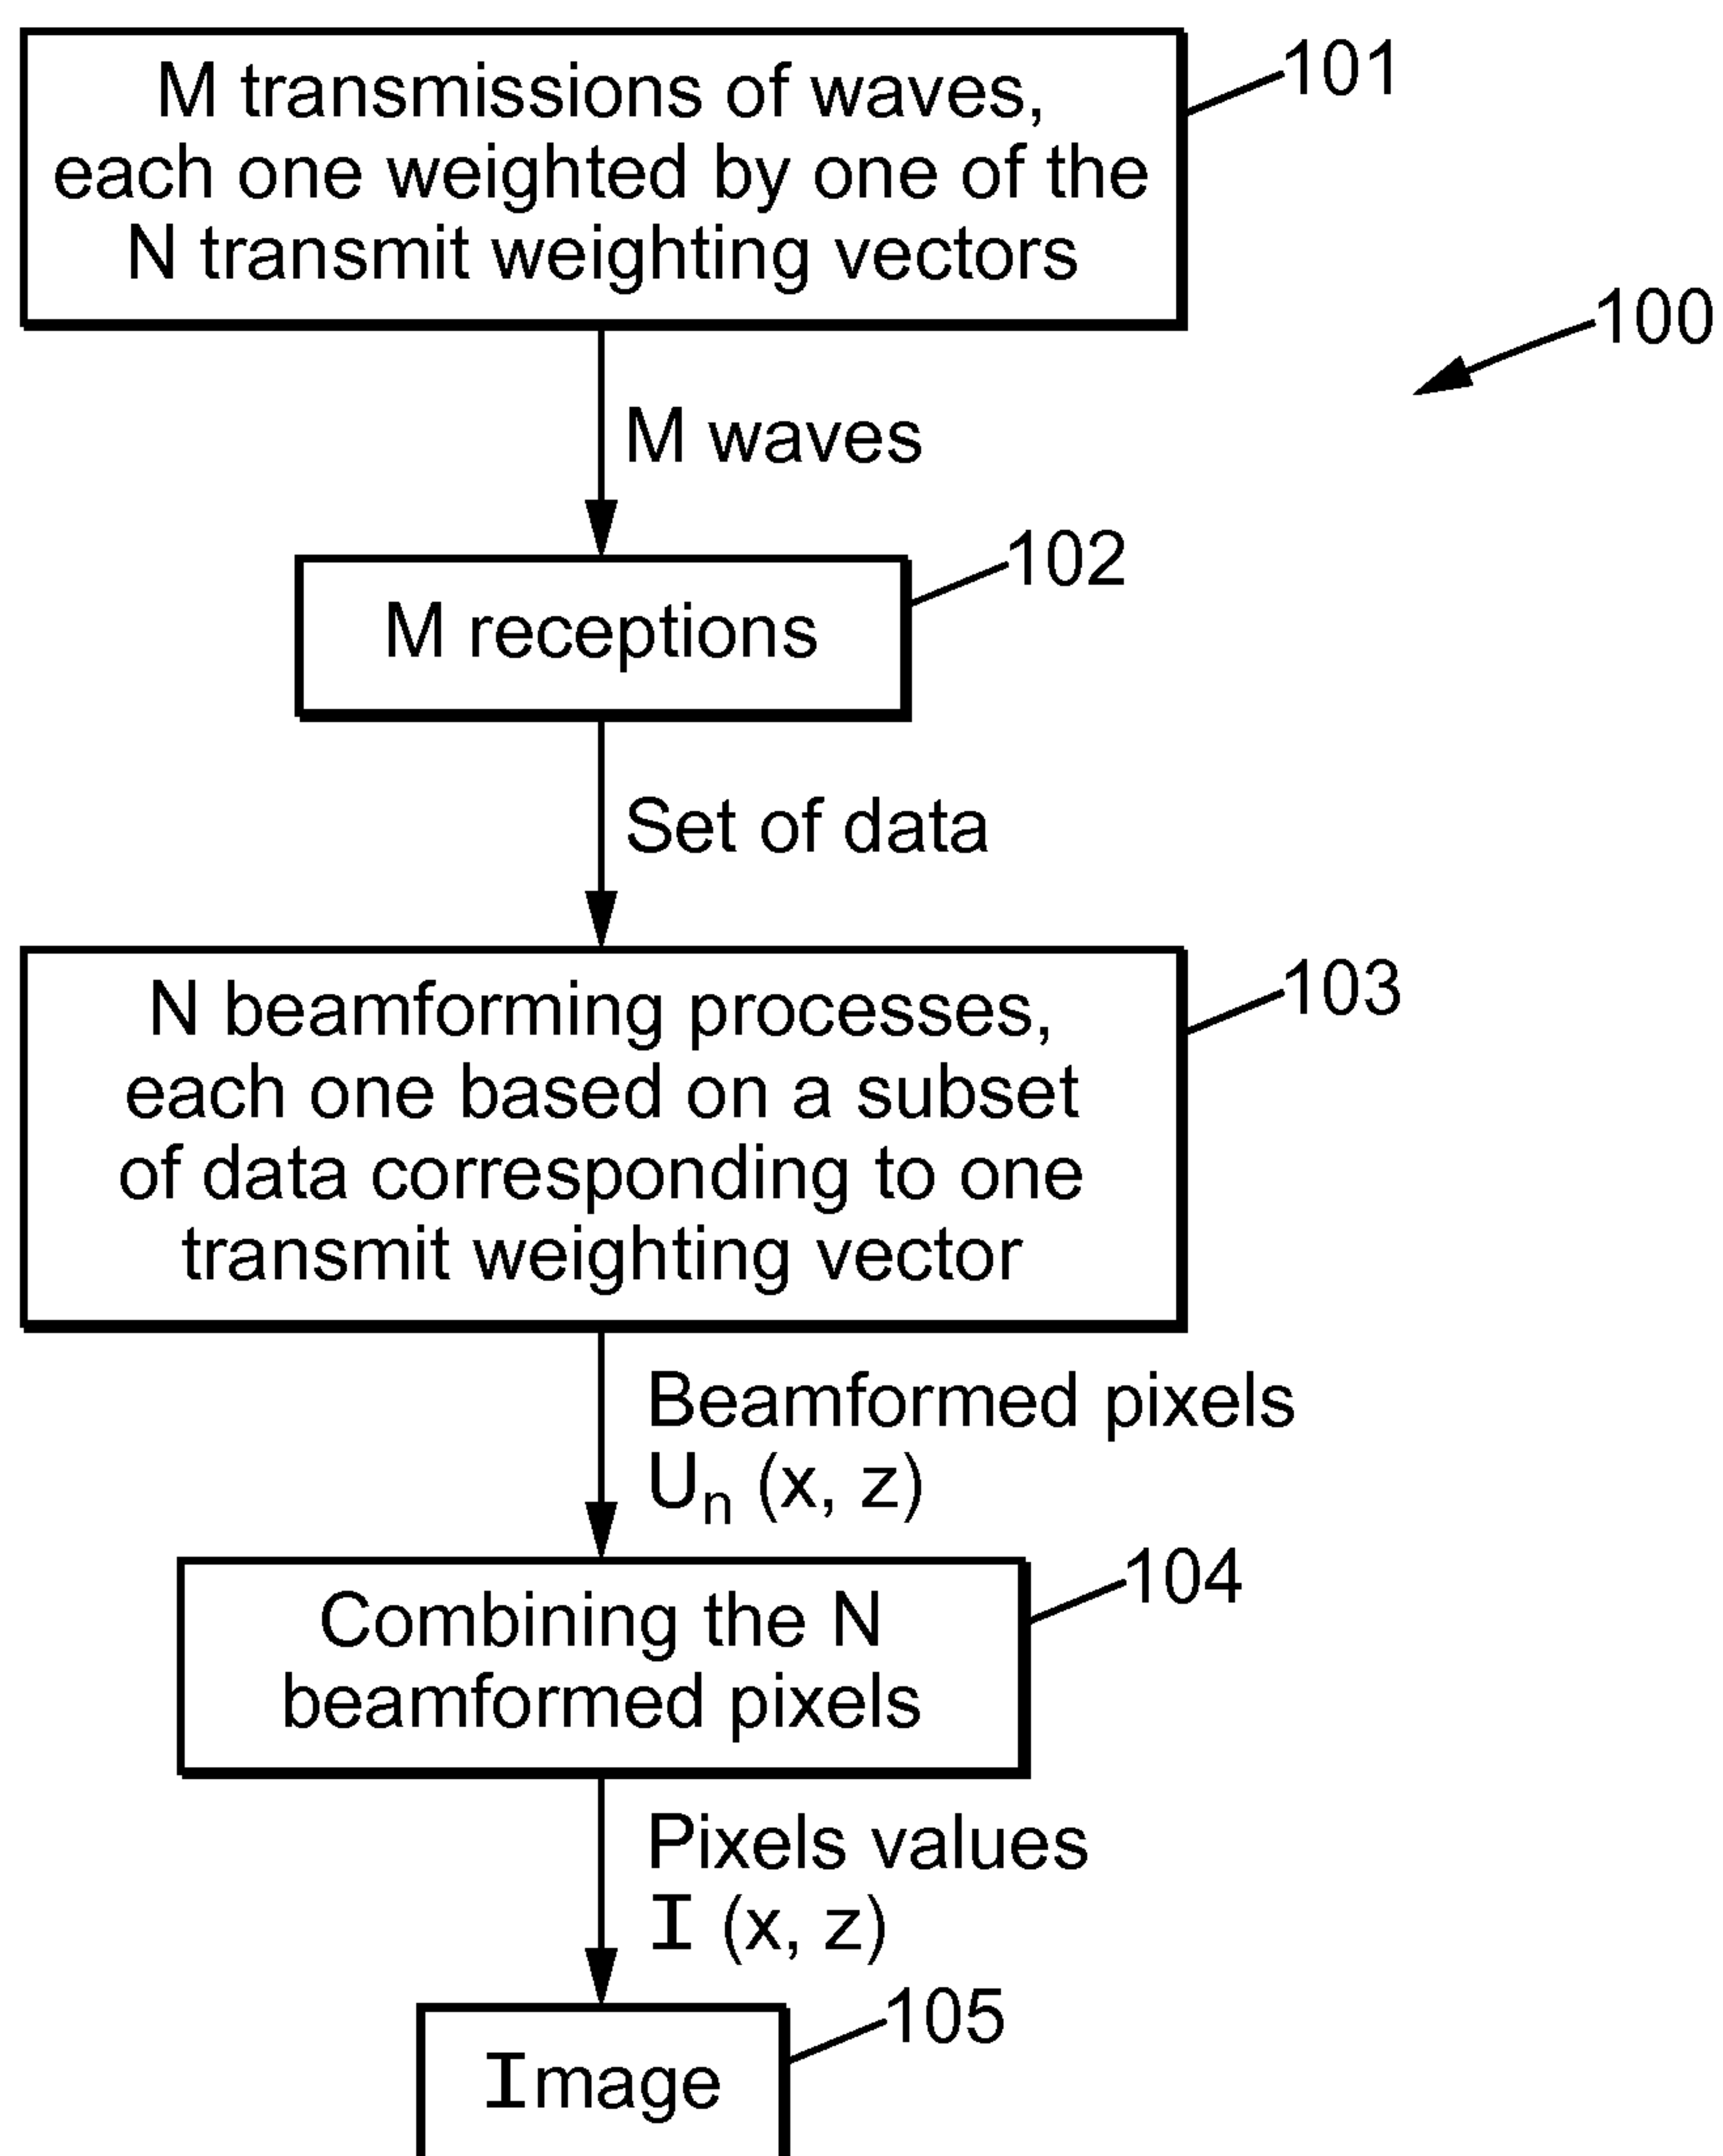 M transmissions of waves,
each one weighted by one of the
N transmit weighting vectors
101
100
M waves
M receptions
102
Set of data
N beamforming processes,
each one based on a subset
of data corresponding to one
transmit weighting vector
103
Beamformed pixels
Uₙ (x, z)
Combining the N
beamformed pixels
104
Pixels values
I (x, z)
Image
105